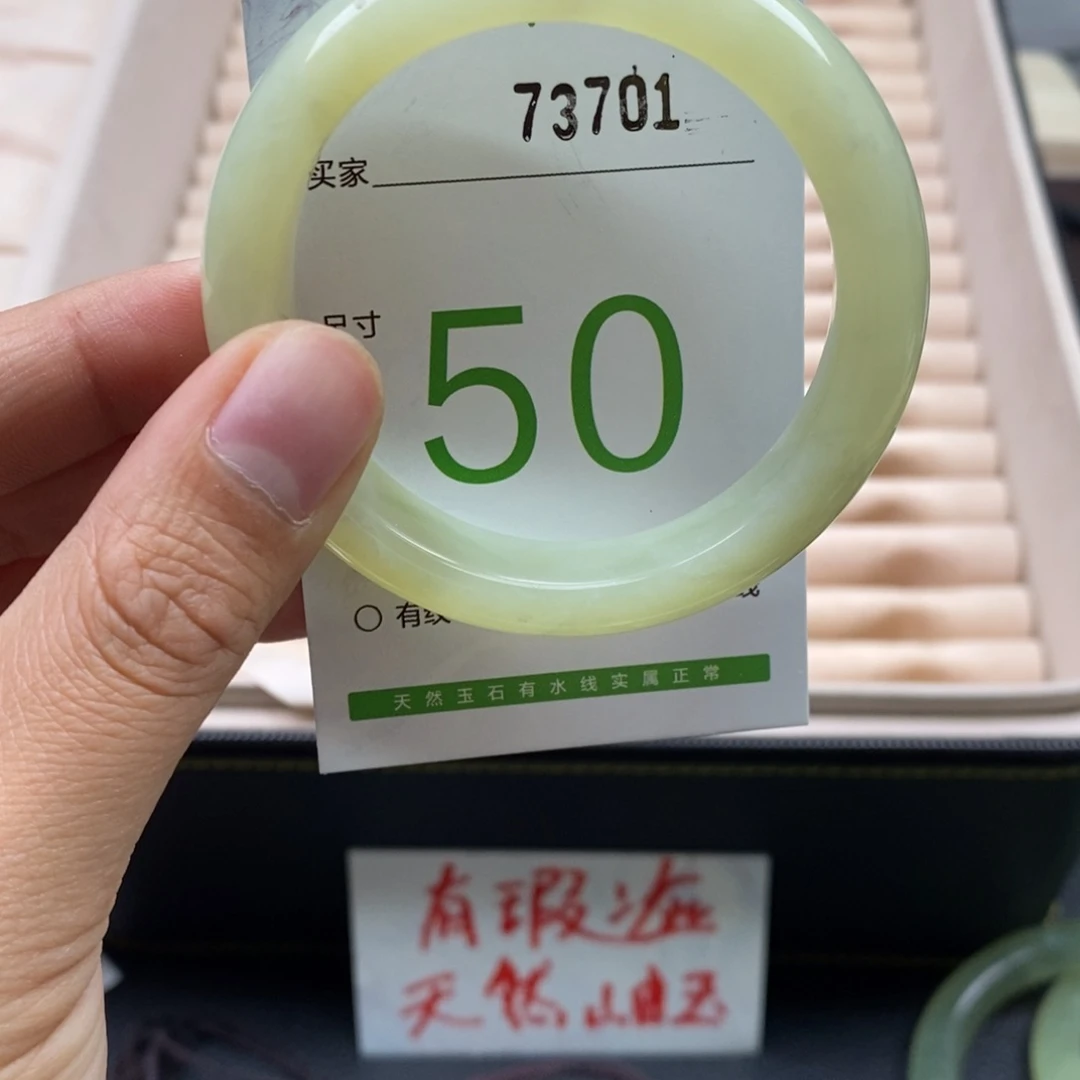 73701
买家
尺寸
50
有纹
线
天然玉石有水线实属正常
有瑕疵
天然岫玉